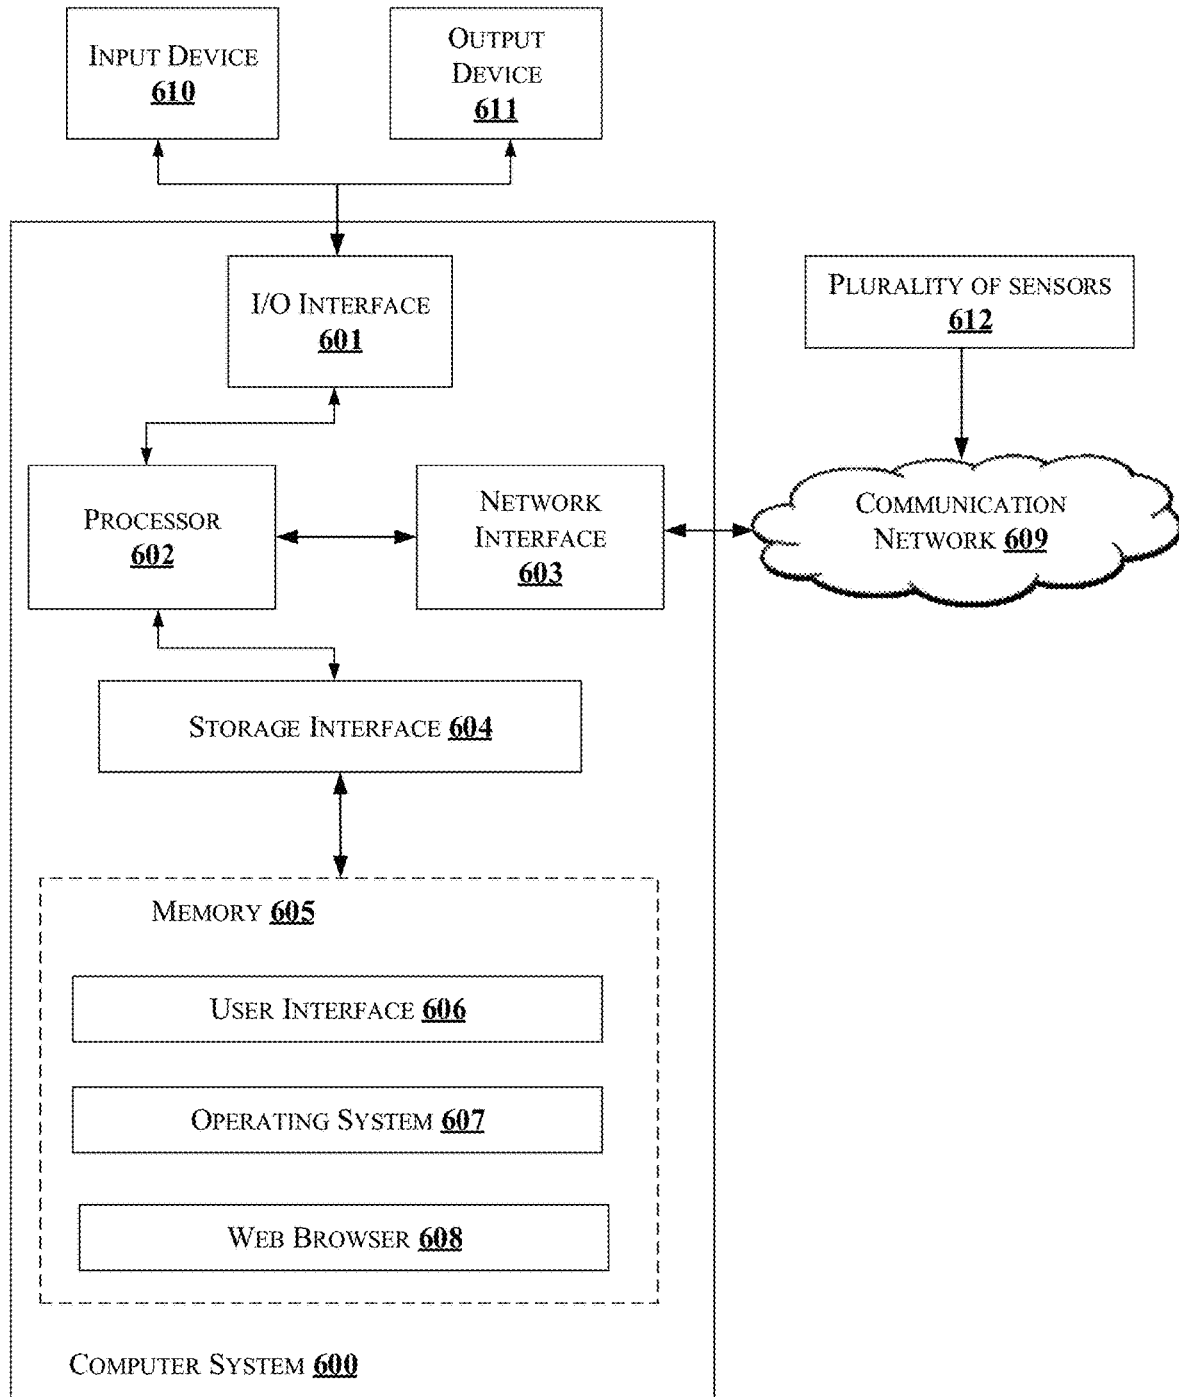 INPUT DEVICE
610
OUTPUT
DEVICE
611
I/O INTERFACE
601
PLURALITY OF SENSORS
612
PROCESSOR
602
NETWORK
INTERFACE
603
COMMUNICATION
NETWORK 609
STORAGE INTERFACE 604
MEMORY 605
USER INTERFACE 606
OPERATING SYSTEM 607
WEB BROWSER 608
COMPUTER SYSTEM 600